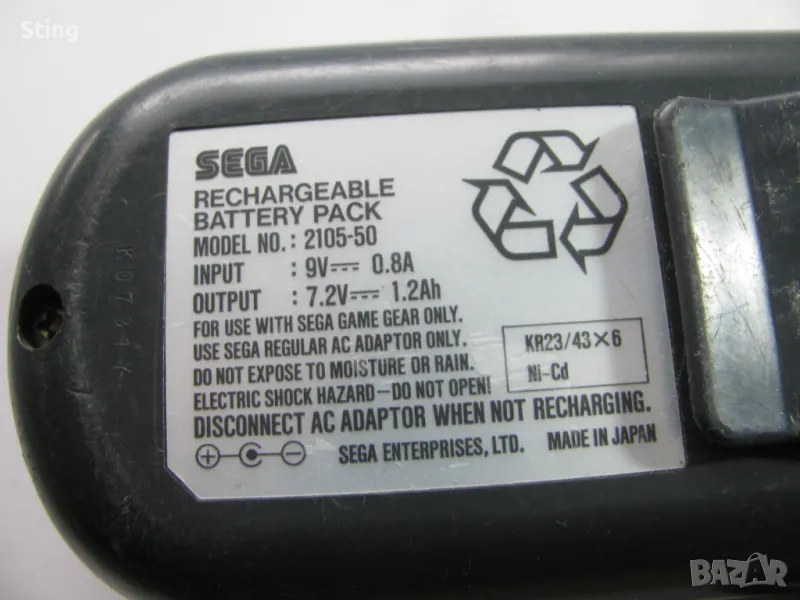 Sting
SEGA
RECHARGEABLE
BATTERY PACK
MODEL NO. : 2105-50
INPUT : 9V⎓ 0.8A
OUTPUT : 7.2V⎓ 1.2Ah
FOR USE WITH SEGA GAME GEAR ONLY.
USE SEGA REGULAR AC ADAPTOR ONLY.
DO NOT EXPOSE TO MOISTURE OR RAIN.
ELECTRIC SHOCK HAZARD—DO NOT OPEN!
KR23/43×6
Ni-Cd
DISCONNECT AC ADAPTOR WHEN NOT RECHARGING.
SEGA ENTERPRISES, LTD. MADE IN JAPAN
BAZAR